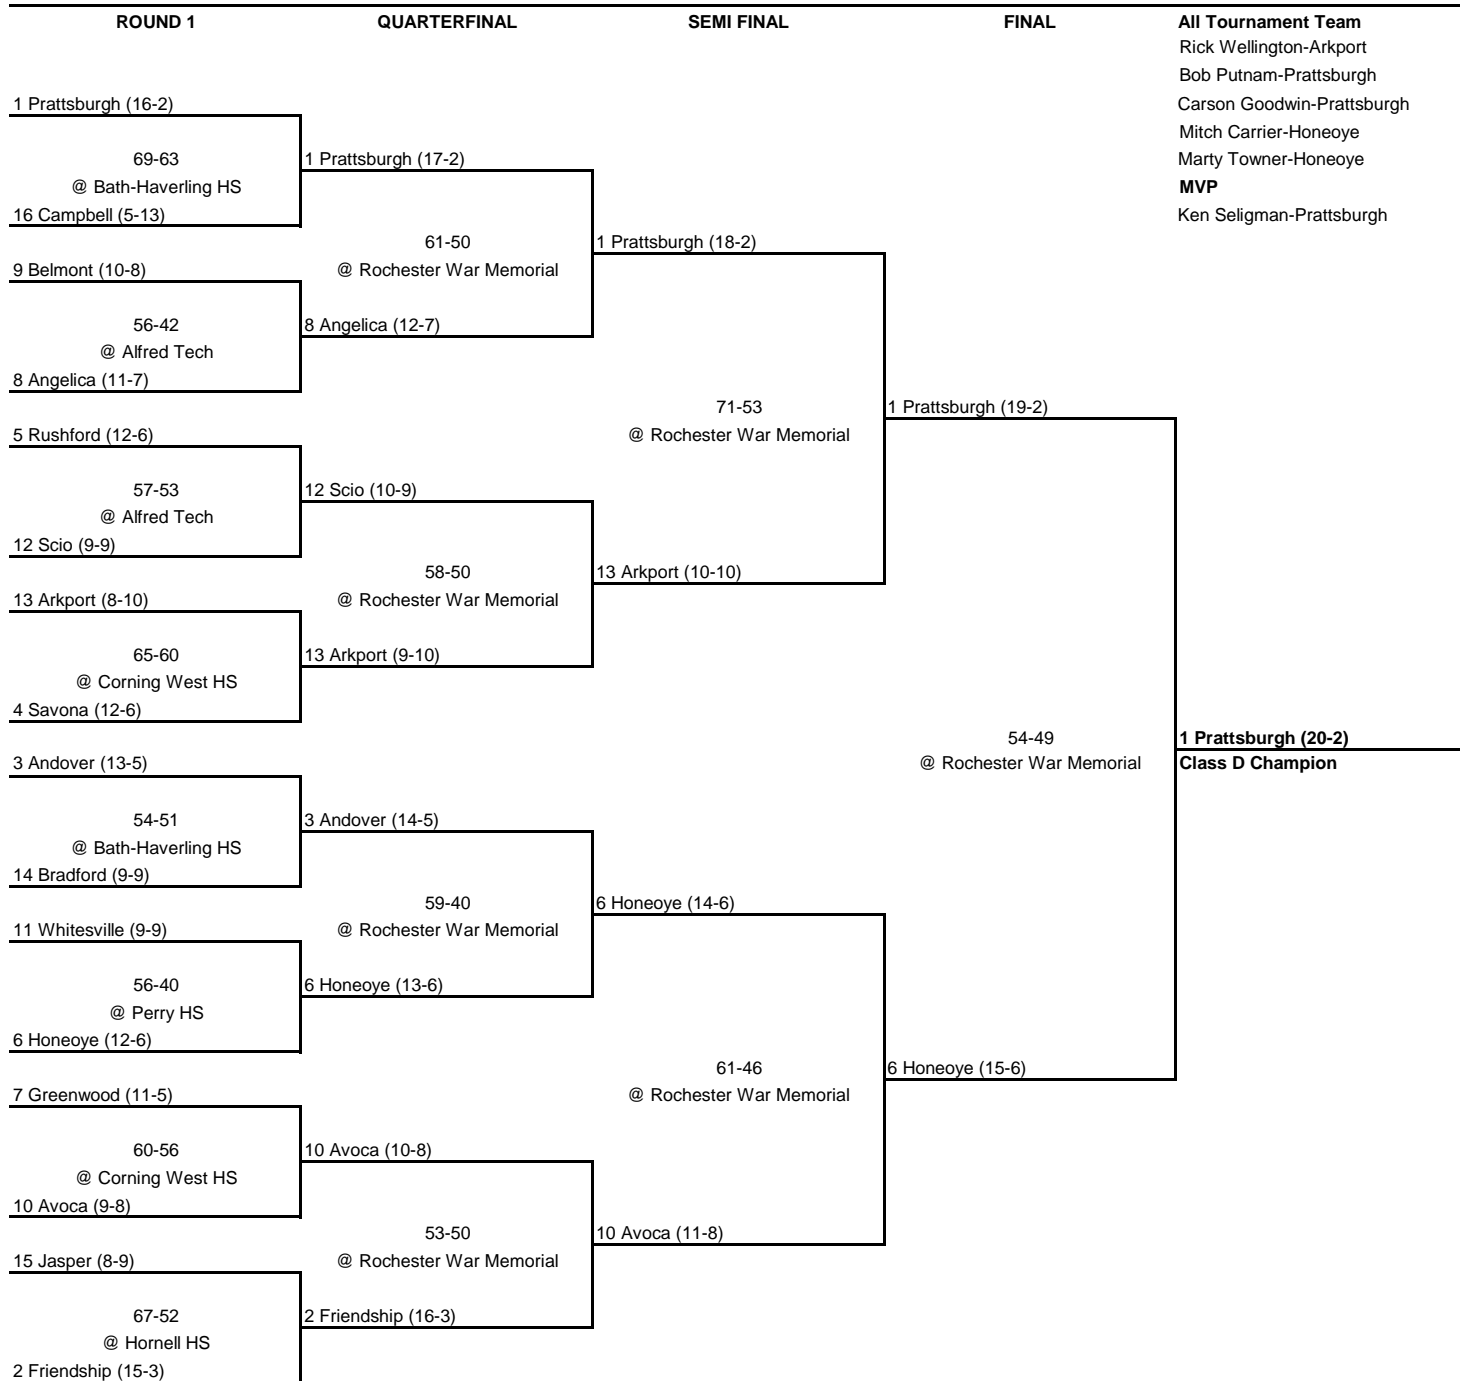 ROUND 1
QUARTERFINAL
SEMI FINAL
FINAL
All Tournament Team
Rick Wellington-Arkport
Bob Putnam-Prattsburgh
Carson Goodwin-Prattsburgh
Mitch Carrier-Honeoye
Marty Towner-Honeoye
MVP
Ken Seligman-Prattsburgh
1 Prattsburgh (16-2)
69-63
@ Bath-Haverling HS
16 Campbell (5-13)
9 Belmont (10-8)
56-42
@ Alfred Tech
8 Angelica (11-7)
5 Rushford (12-6)
57-53
@ Alfred Tech
12 Scio (9-9)
13 Arkport (8-10)
65-60
@ Corning West HS
4 Savona (12-6)
3 Andover (13-5)
54-51
@ Bath-Haverling HS
14 Bradford (9-9)
11 Whitesville (9-9)
56-40
@ Perry HS
6 Honeoye (12-6)
7 Greenwood (11-5)
60-56
@ Corning West HS
10 Avoca (9-8)
15 Jasper (8-9)
67-52
@ Hornell HS
2 Friendship (15-3)
1 Prattsburgh (17-2)
61-50
@ Rochester War Memorial
8 Angelica (12-7)
12 Scio (10-9)
58-50
@ Rochester War Memorial
13 Arkport (9-10)
3 Andover (14-5)
59-40
@ Rochester War Memorial
6 Honeoye (13-6)
10 Avoca (10-8)
53-50
@ Rochester War Memorial
2 Friendship (16-3)
1 Prattsburgh (18-2)
71-53
@ Rochester War Memorial
13 Arkport (10-10)
6 Honeoye (14-6)
61-46
@ Rochester War Memorial
10 Avoca (11-8)
1 Prattsburgh (19-2)
54-49
@ Rochester War Memorial
6 Honeoye (15-6)
1 Prattsburgh (20-2)
Class D Champion